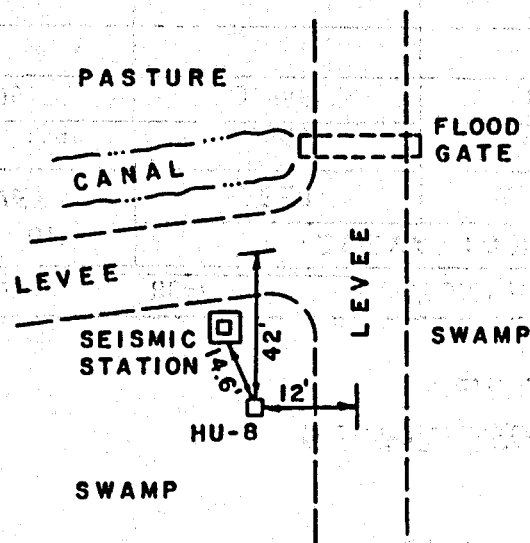 PASTURE
FLOOD
GATE
CANAL
LEVEE
LEVEE
SEISMIC
STATION
42'
14.6'
12'
SWAMP
HU-8
SWAMP